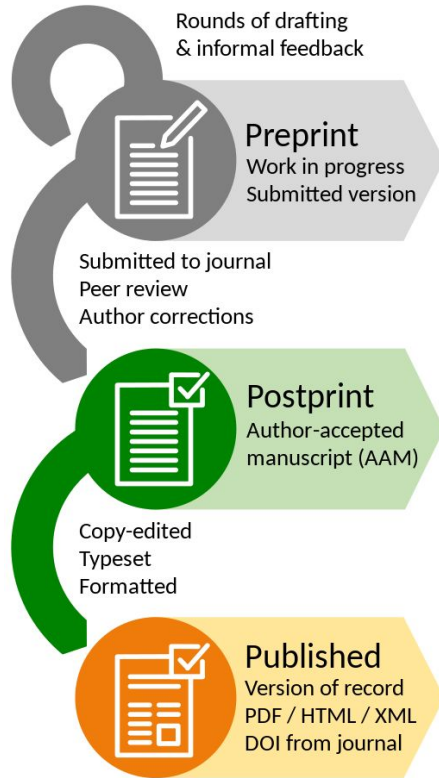 Rounds of drafting
& informal feedback
Preprint
Work in progress
Submitted version
Submitted to journal
Peer review
Author corrections
Postprint
Author-accepted
manuscript (AAM)
Copy-edited
Typeset
Formatted
Published
Version of record
PDF / HTML / XML
DOI from journal